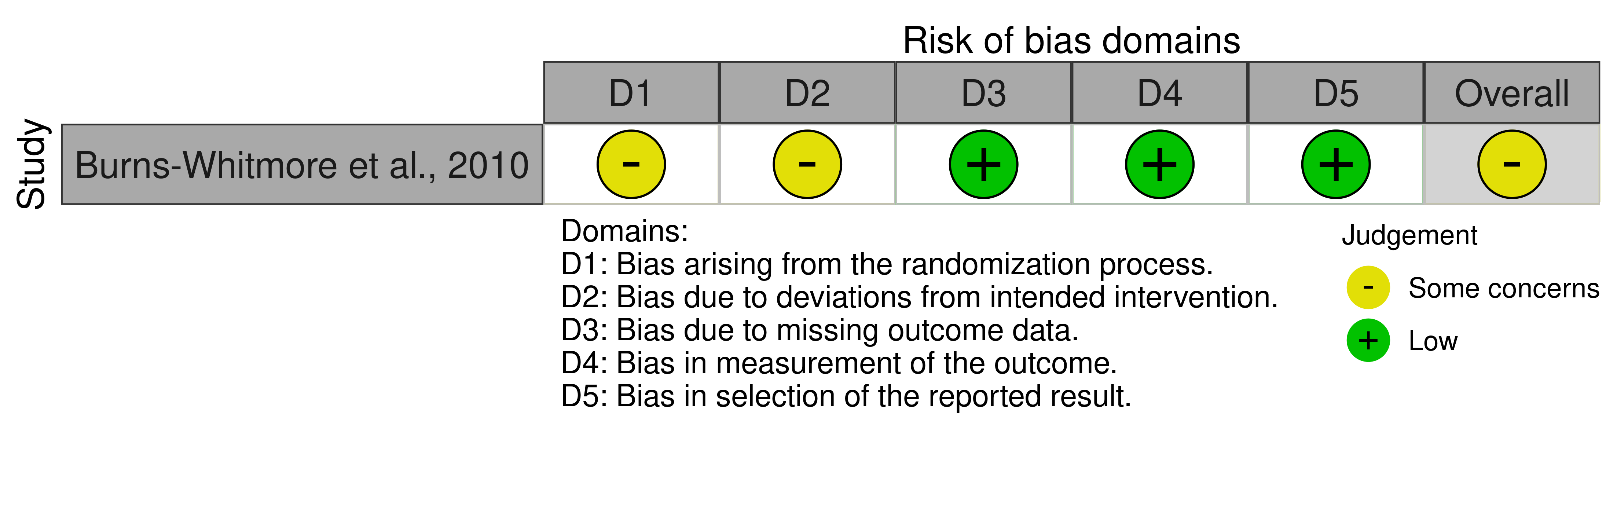 Risk of bias domains
D1 D2 D3 D4 D5 Overall
Study
Burns-Whitmore et al., 2010 - - + + + -
Domains:
D1: Bias arising from the randomization process.
D2: Bias due to deviations from intended intervention.
D3: Bias due to missing outcome data.
D4: Bias in measurement of the outcome.
D5: Bias in selection of the reported result.
Judgement
- Some concerns
+ Low